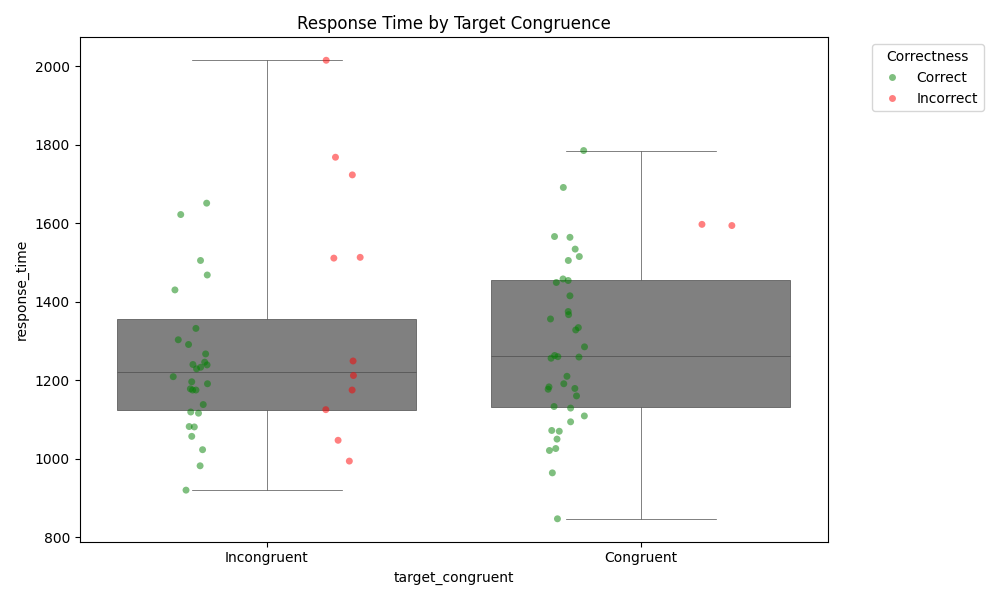 Response Time by Target Congruence
Correctness
Correct
Incorrect
response_time
2000
1800
1600
1400
1200
1000
800
Incongruent
Congruent
target_congruent